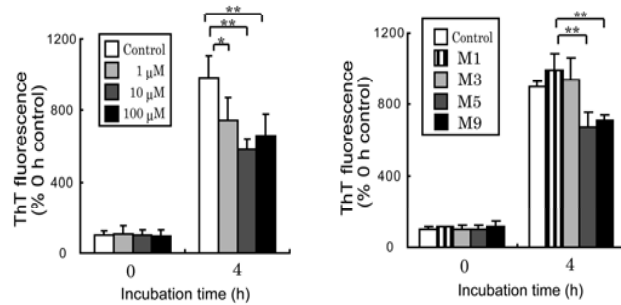 ThT fluorescence
(% 0 h control)
1200
800
400
0
Control
1 µM
10 µM
100 µM
**
**
*
0
4
Incubation time (h)
ThT fluorescence
(% 0 h control)
1200
800
400
0
Control
M1
M3
M5
M9
**
**
0
4
Incubation time (h)